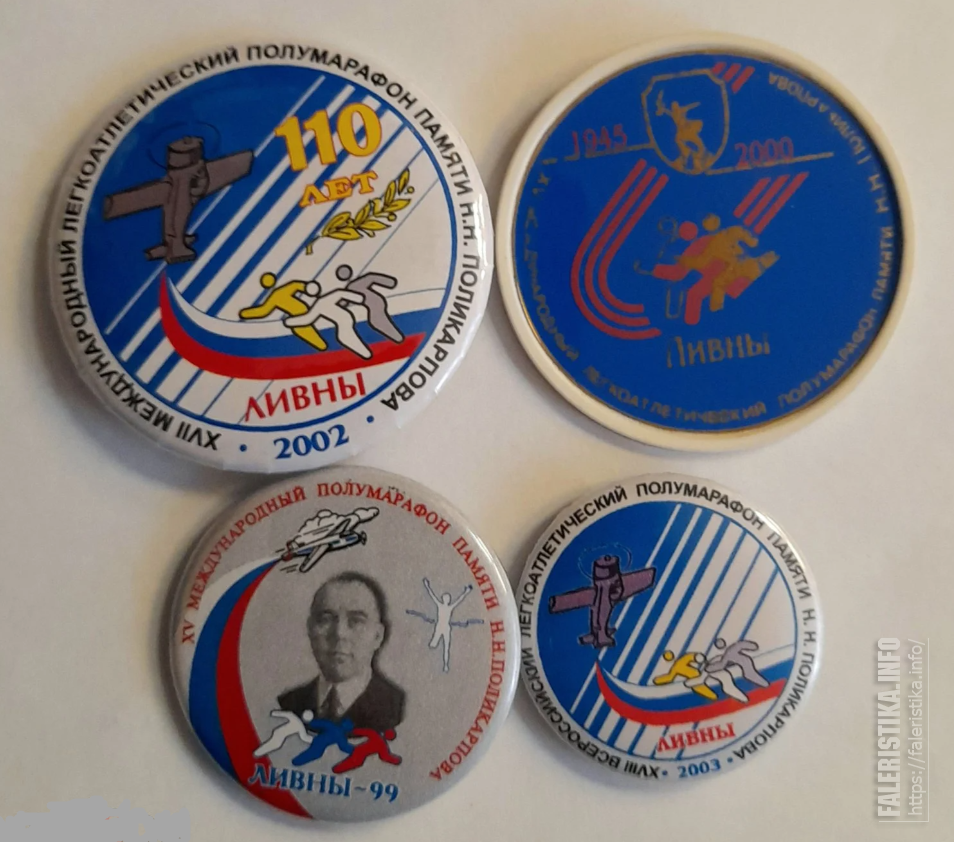 XVII МЕЖДУНАРОДНЫЙ ЛЕГКОАТЛЕТИЧЕСКИЙ ПОЛУМАРАФОН ПАМЯТИ Н.Н. ПОЛИКАРПОВА
110
ЛЕТ
ЛИВНЫ
· 2002 ·
1945
2000
ЛИВНЫ
ЛЕГКОАТЛЕТИЧЕСКИЙ ПОЛУМАРАФОН ПАМЯТИ
XV МЕЖДУНАРОДНЫЙ ПОЛУМАРАФОН ПАМЯТИ Н.Н.ПОЛИКАРПОВА
ЛИВНЫ~99
XVIII ВСЕРОССИЙСКИЙ ЛЕГКОАТЛЕТИЧЕСКИЙ ПОЛУМАРАФОН ПАМЯТИ Н.Н. ПОЛИКАРПОВА
ЛИВНЫ
· 2003 ·
FALERISTIKA.INFO
https://faleristika.info/